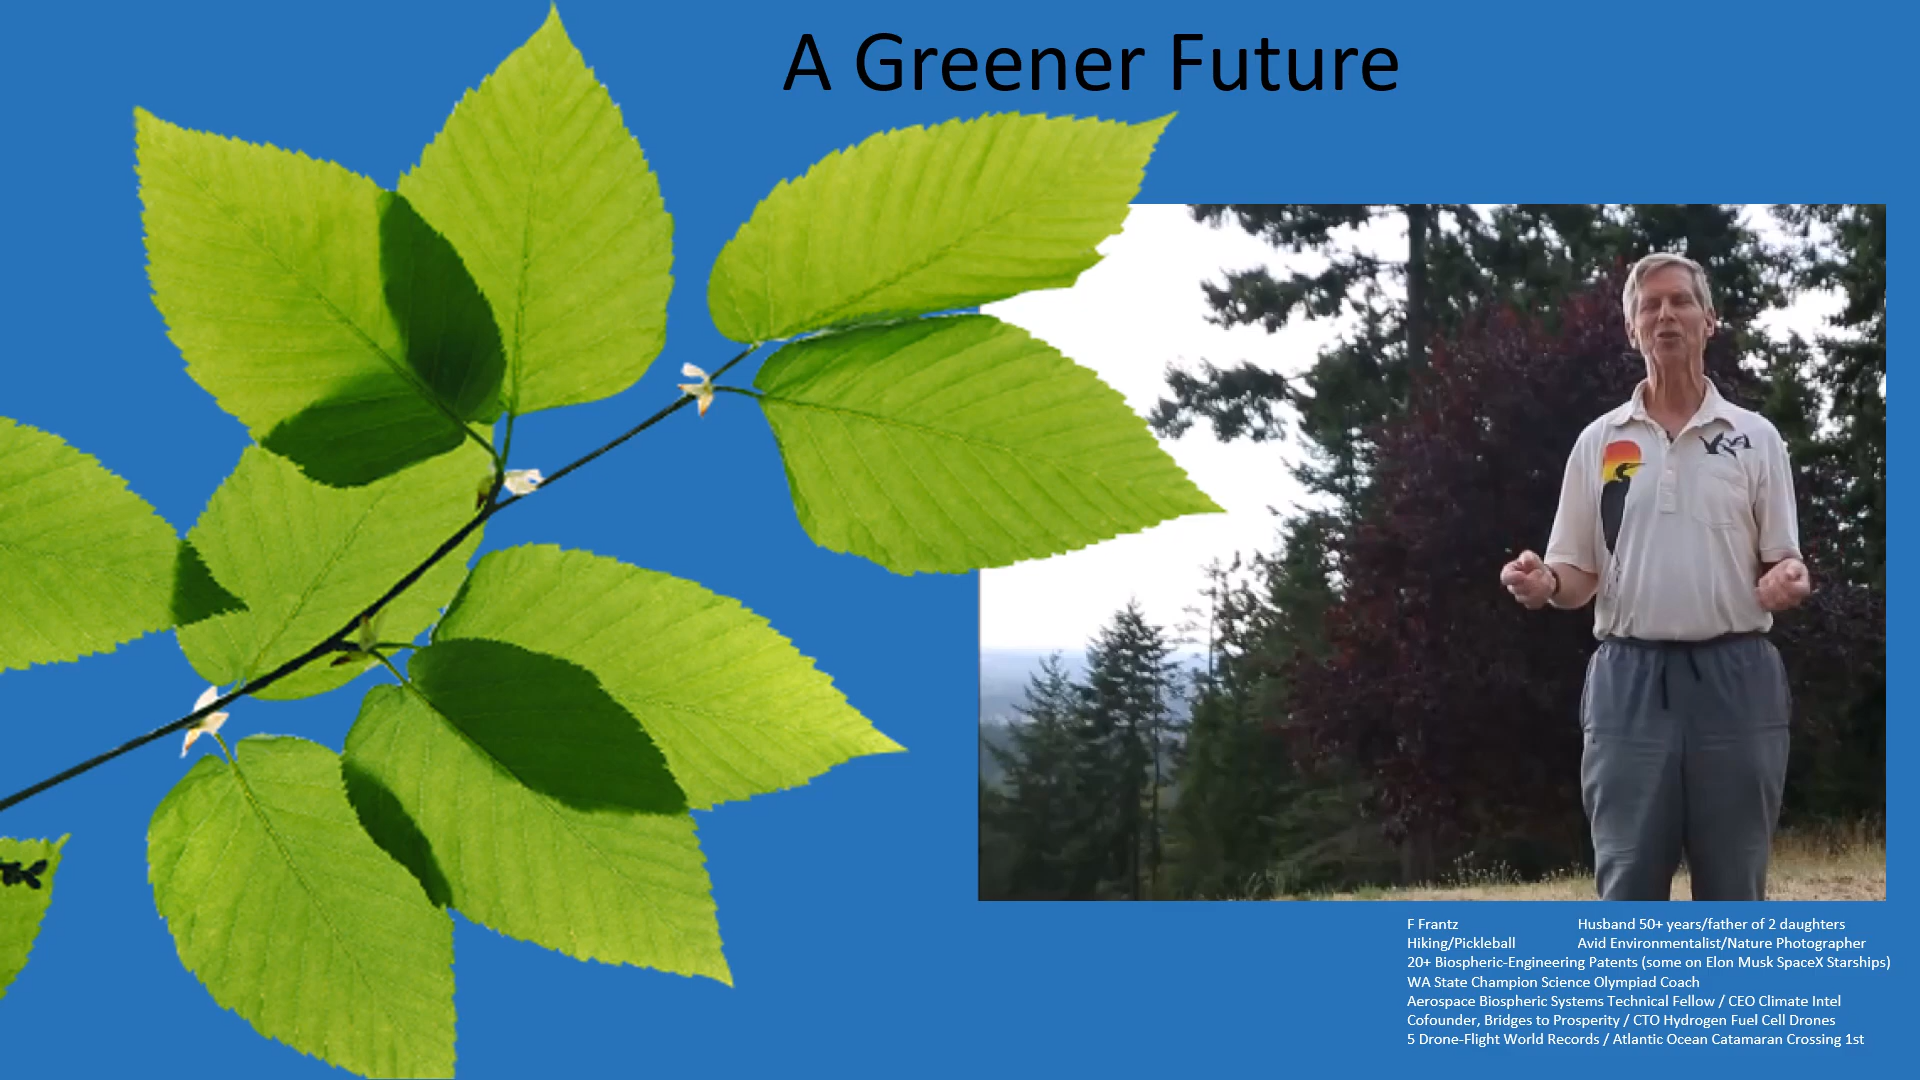 A Greener Future
F Frantz Husband 50+ years/father of 2 daughters
Hiking/Pickleball Avid Environmentalist/Nature Photographer
20+ Biospheric-Engineering Patents (some on Elon Musk SpaceX Starships)
WA State Champion Science Olympiad Coach
Aerospace Biospheric Systems Technical Fellow / CEO Climate Intel
Cofounder, Bridges to Prosperity / CTO Hydrogen Fuel Cell Drones
5 Drone-Flight World Records / Atlantic Ocean Catamaran Crossing 1st